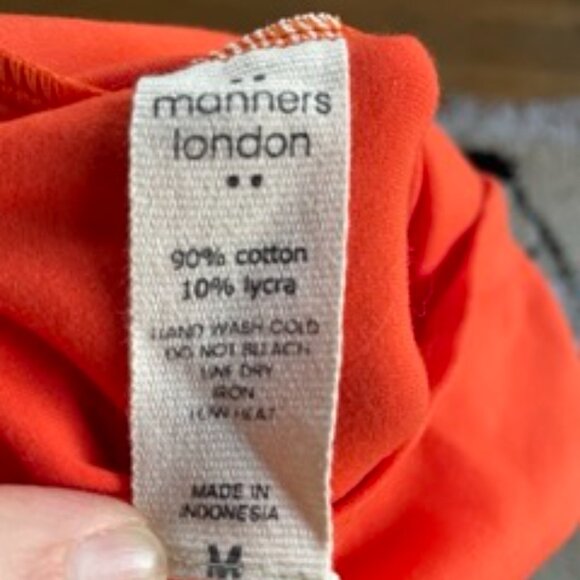 manners
london
90% cotton
10% lycra
HAND WASH COLD
DO NOT BLEACH
LINE DRY
IRON
LOW HEAT
MADE IN
INDONESIA
M